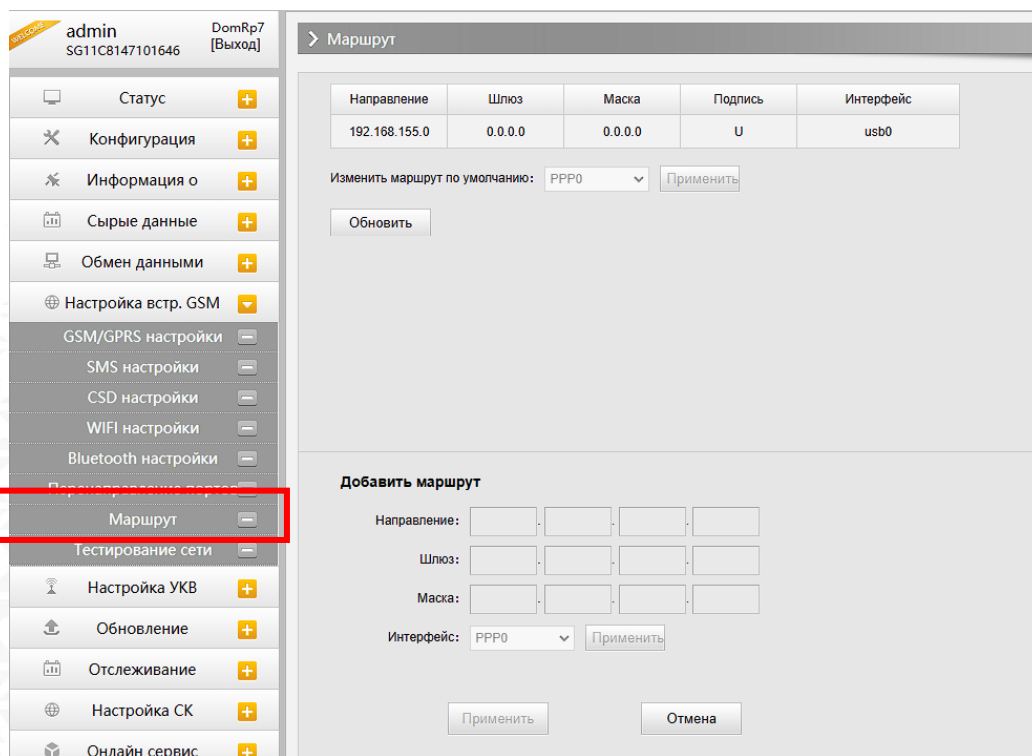 WELCOME
admin
DomRp7
SG11C8147101646
[Выход]
Статус
Конфигурация
Информация о
Сырые данные
Обмен данными
Настройка встр. GSM
GSM/GPRS настройки
SMS настройки
CSD настройки
WIFI настройки
Bluetooth настройки
Перенаправление портов
Маршрут
Тестирование сети
Настройка УКВ
Обновление
Отслеживание
Настройка СК
Онлайн сервис
Маршрут
Направление Шлюз Маска Подпись Интерфейс
192.168.155.0 0.0.0.0 0.0.0.0 U usb0
Изменить маршрут по умолчанию: PPP0 Применить
Обновить
Добавить маршрут
Направление: . . .
Шлюз: . . .
Маска: . . .
Интерфейс: PPP0 Применить
Применить Отмена